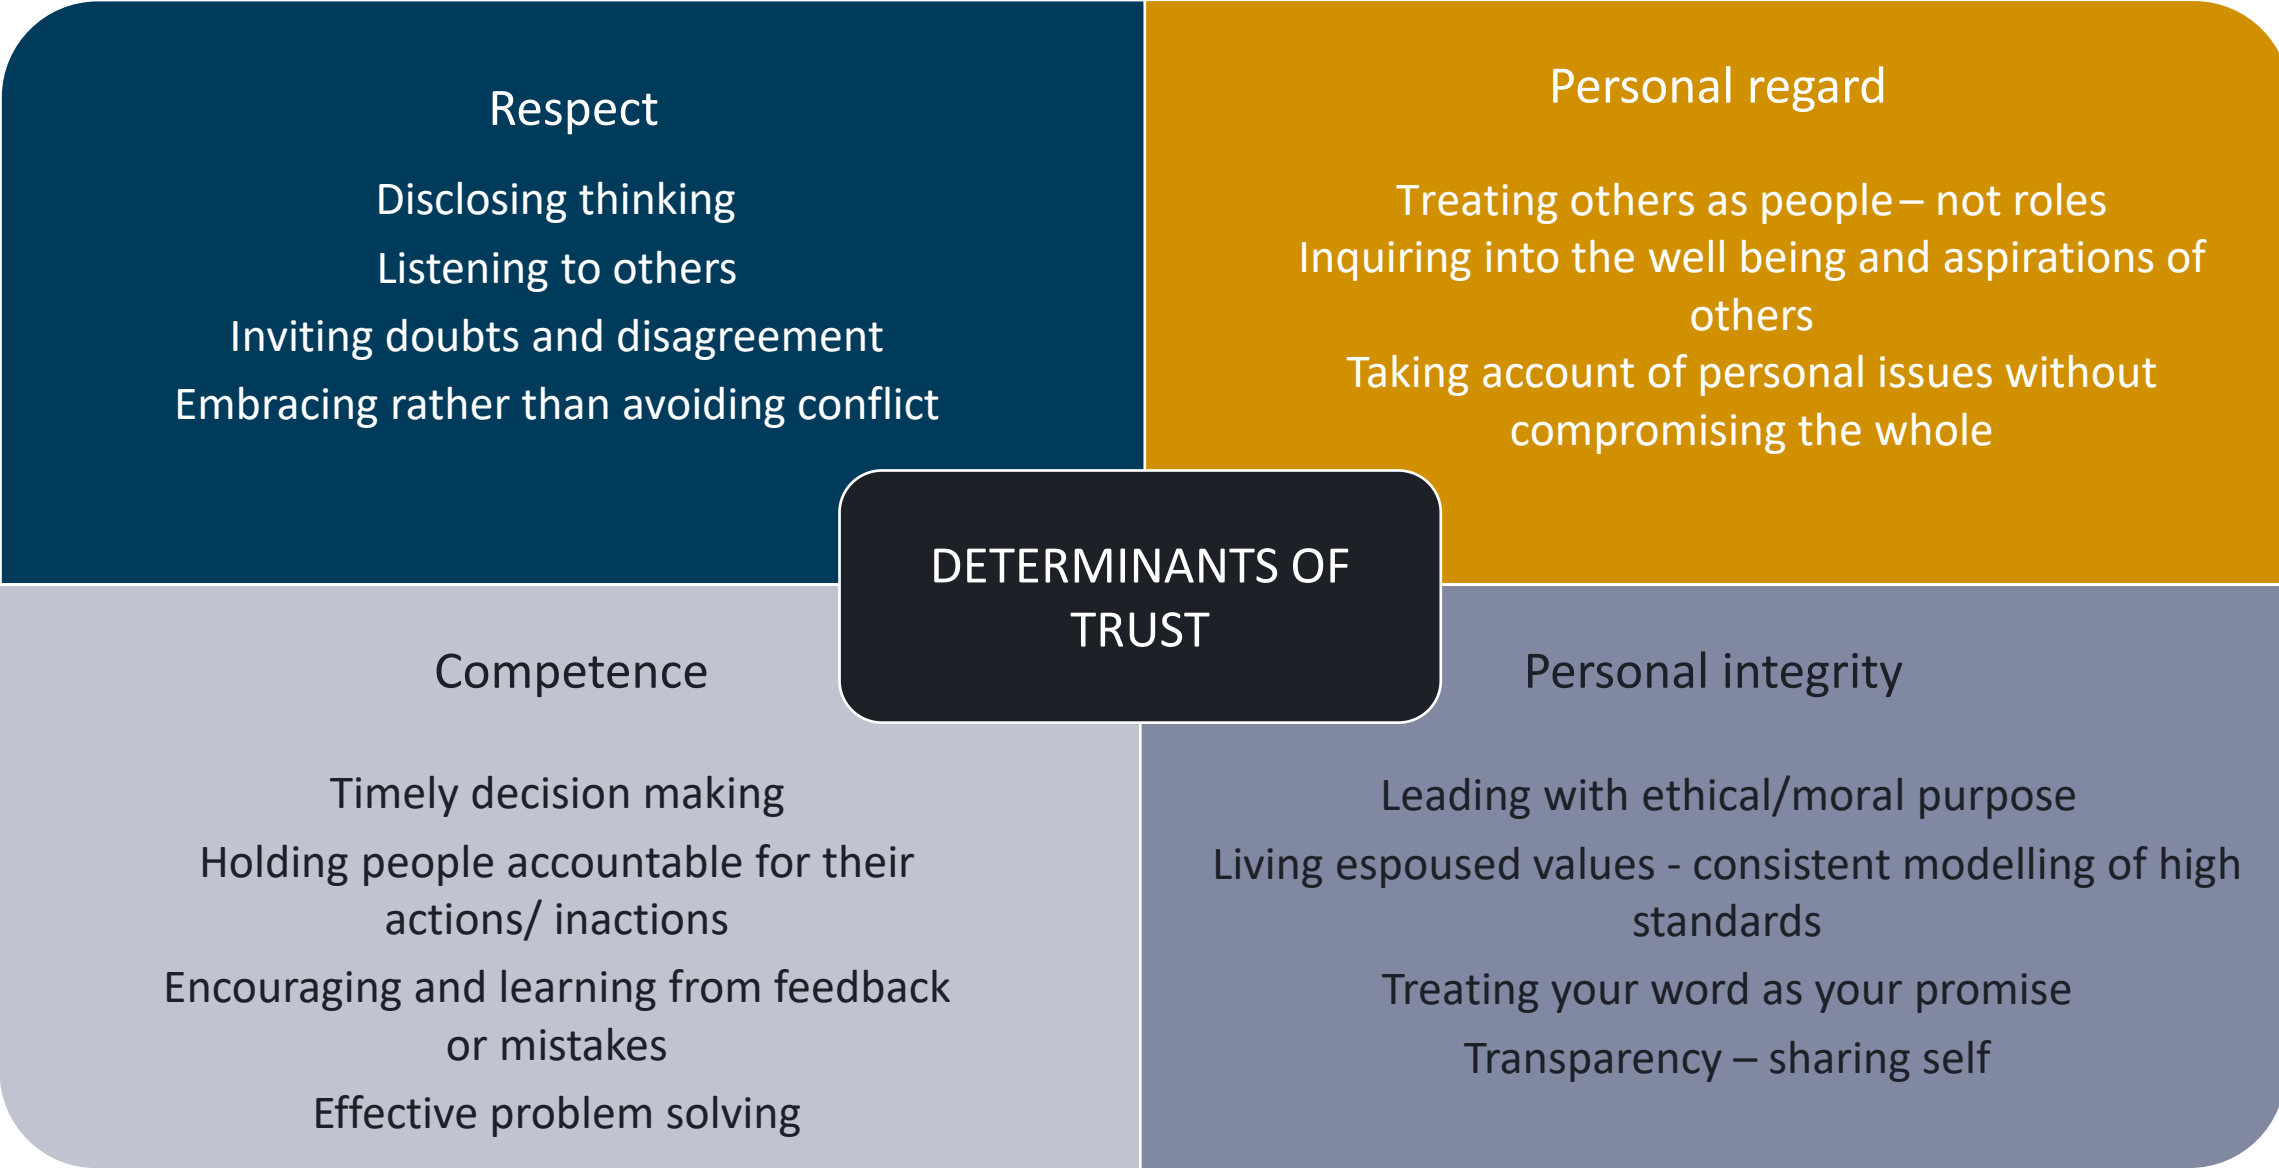 Respect
Disclosing thinking
Listening to others
Inviting doubts and disagreement
Embracing rather than avoiding conflict
Personal regard
Treating others as people – not roles
Inquiring into the well being and aspirations of
others
Taking account of personal issues without
compromising the whole
DETERMINANTS OF
TRUST
Competence
Timely decision making
Holding people accountable for their
actions/ inactions
Encouraging and learning from feedback
or mistakes
Effective problem solving
Personal integrity
Leading with ethical/moral purpose
Living espoused values - consistent modelling of high
standards
Treating your word as your promise
Transparency – sharing self